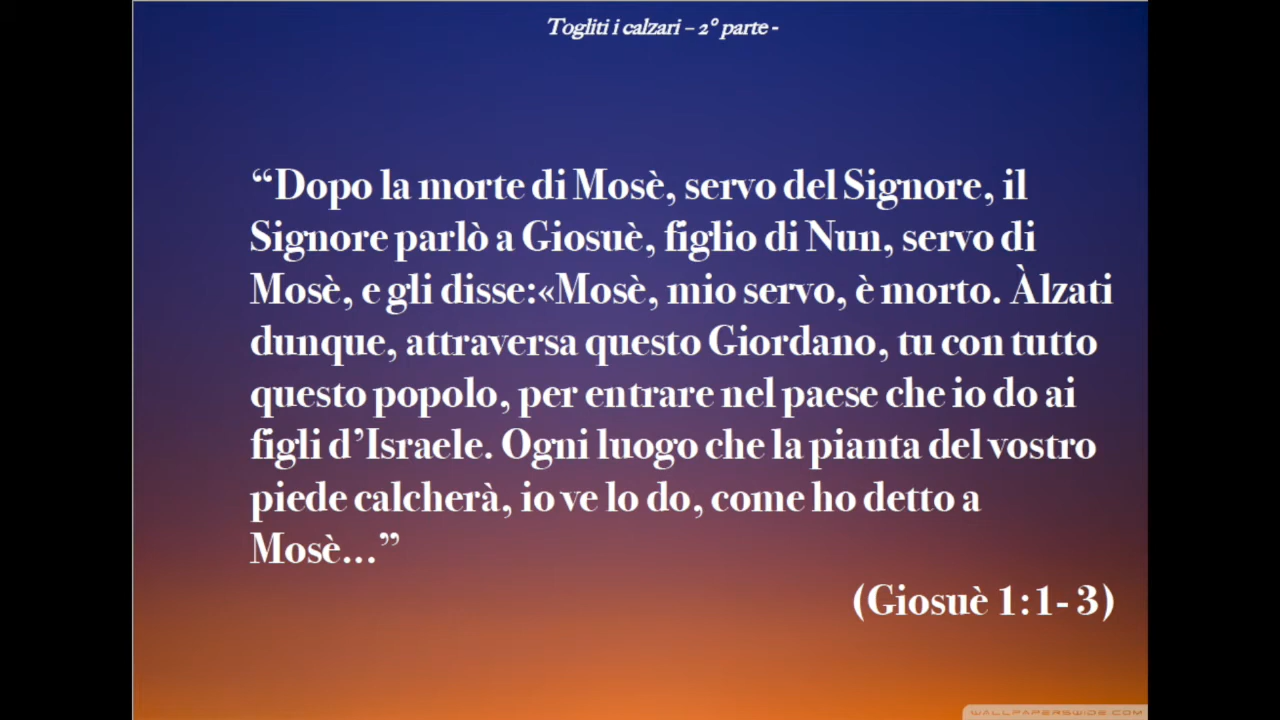 Togliti i calzari – 2° parte -
“Dopo la morte di Mosè, servo del Signore, il
Signore parlò a Giosuè, figlio di Nun, servo di
Mosè, e gli disse:«Mosè, mio servo, è morto. Àlzati
dunque, attraversa questo Giordano, tu con tutto
questo popolo, per entrare nel paese che io do ai
figli d’Israele. Ogni luogo che la pianta del vostro
piede calcherà, io ve lo do, come ho detto a
Mosè...”
(Giosuè 1:1- 3)
WALLPAPERSWIDE.COM